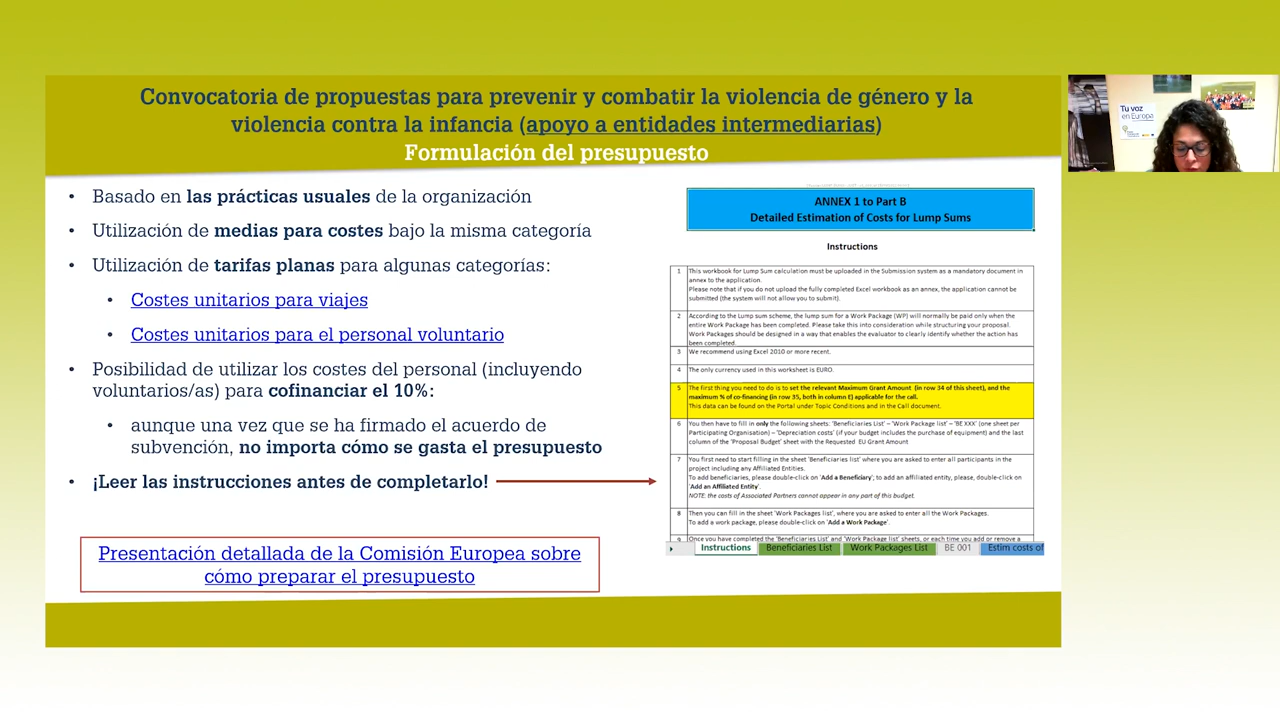 Convocatoria de propuestas para prevenir y combatir la violencia de género y la
violencia contra la infancia (apoyo a entidades intermediarias)
Formulación del presupuesto
• Basado en las prácticas usuales de la organización
• Utilización de medias para costes bajo la misma categoría
• Utilización de tarifas planas para algunas categorías:
• Costes unitarios para viajes
• Costes unitarios para el personal voluntario
• Posibilidad de utilizar los costes del personal (incluyendo
voluntarios/as) para cofinanciar el 10%:
• aunque una vez que se ha firmado el acuerdo de
subvención, no importa cómo se gasta el presupuesto
• ¡Leer las instrucciones antes de completarlo!
Presentación detallada de la Comisión Europea sobre
cómo preparar el presupuesto
ANNEX 1 to Part B
Detailed Estimation of Costs for Lump Sums
Instructions
1 This workbook for Lump Sum calculation must be uploaded in the Submission system as a mandatory document in
annex to the application.
Please note that if you do not upload the fully completed Excel workbook as an annex, the application cannot be
submitted (the system will not allow you to submit).
2 According to the Lump sum scheme, the lump sum for a Work Package (WP) will normally be paid only when the
entire Work Package has been completed. Please take this into consideration while structuring your proposal.
Work Packages should be designed in a way that enables the evaluator to clearly identify whether the action has
been completed.
3 We recommend using Excel 2010 or more recent.
4 The only currency used in this worksheet is EURO.
5 The first thing you need to do is to set the relevant Maximum Grant Amount (in row 34 of this sheet), and the
maximum % of co-financing (in row 35, both in column E) applicable for the call.
This data can be found on the Portal under Topic Conditions and in the Call document.
6 You then have to fill in only the following sheets: 'Beneficiaries List' – 'Work Package list' – 'BE XXX' (one sheet per
Participating Organisation) – 'Depreciation costs' (if your budget includes the purchase of equipment) and the last
column of the 'Proposal Budget' sheet with the Requested EU Grant Amount
7 You first need to start filling in the sheet 'Beneficiaries list' where you are asked to enter all participants in the
project including any Affiliated Entities.
To add beneficiaries, please double-click on 'Add a Beneficiary'; to add an affiliated entity, please, double-click on
'Add an Affiliated Entity'.
NOTE: the costs of Associated Partners cannot appear in any part of this budget.
8 Then you can fill in the sheet 'Work Packages list', where you are asked to enter all the Work Packages.
To add a work package, please double-click on 'Add a Work Package'.
9 Once you have completed the 'Beneficiaries List' and 'Work Package list' sheets, or each time you add or remove a
Instructions Beneficiaries List Work Packages List BE 001 Estim costs of
Tu voz
en Europa